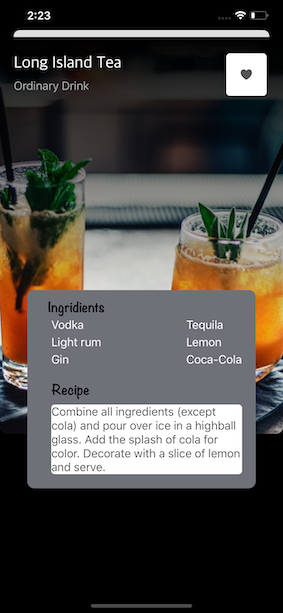 2:23
Long Island Tea
Ordinary Drink
Ingridients
Vodka Tequila
Light rum Lemon
Gin Coca-Cola
Recipe
Combine all ingredients (except
cola) and pour over ice in a highball
glass. Add the splash of cola for
color. Decorate with a slice of lemon
and serve.